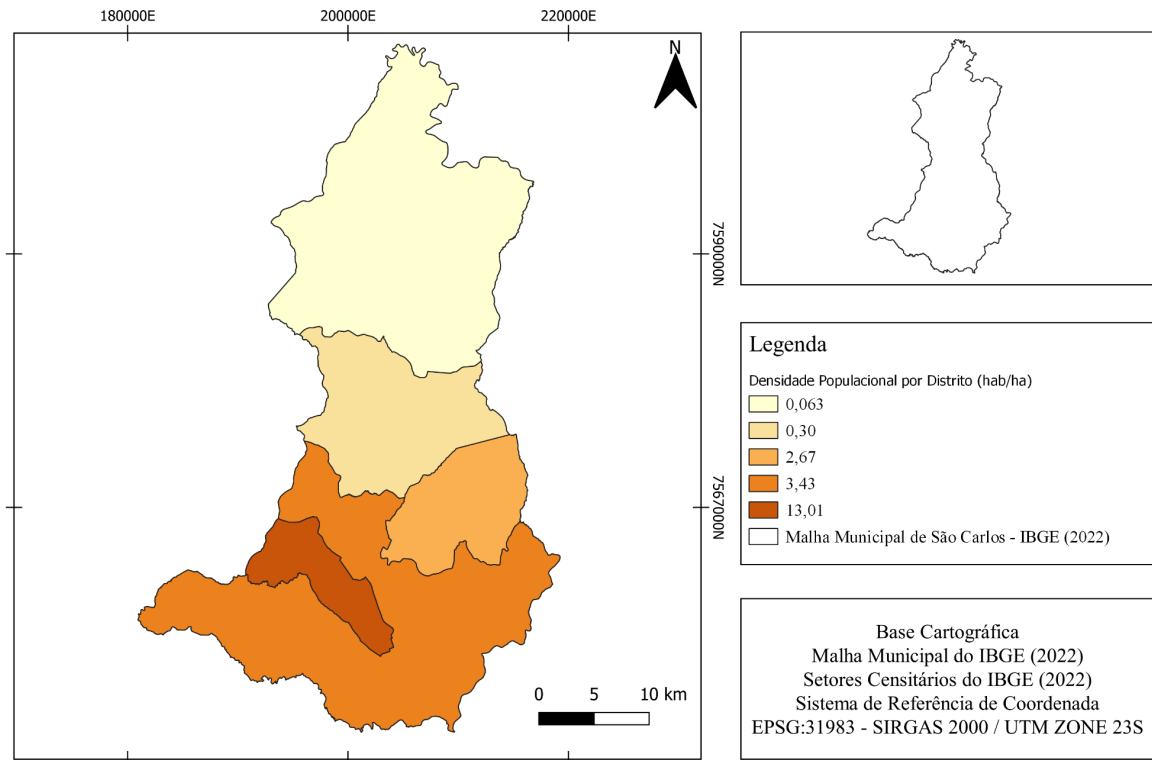 180000E
200000E
220000E
N
7590000N
7567000N
0
5
10 km
Legenda
Densidade Populacional por Distrito (hab/ha)
0,063
0,30
2,67
3,43
13,01
Malha Municipal de São Carlos - IBGE (2022)
Base Cartográfica
Malha Municipal do IBGE (2022)
Setores Censitários do IBGE (2022)
Sistema de Referência de Coordenada
EPSG:31983 - SIRGAS 2000 / UTM ZONE 23S